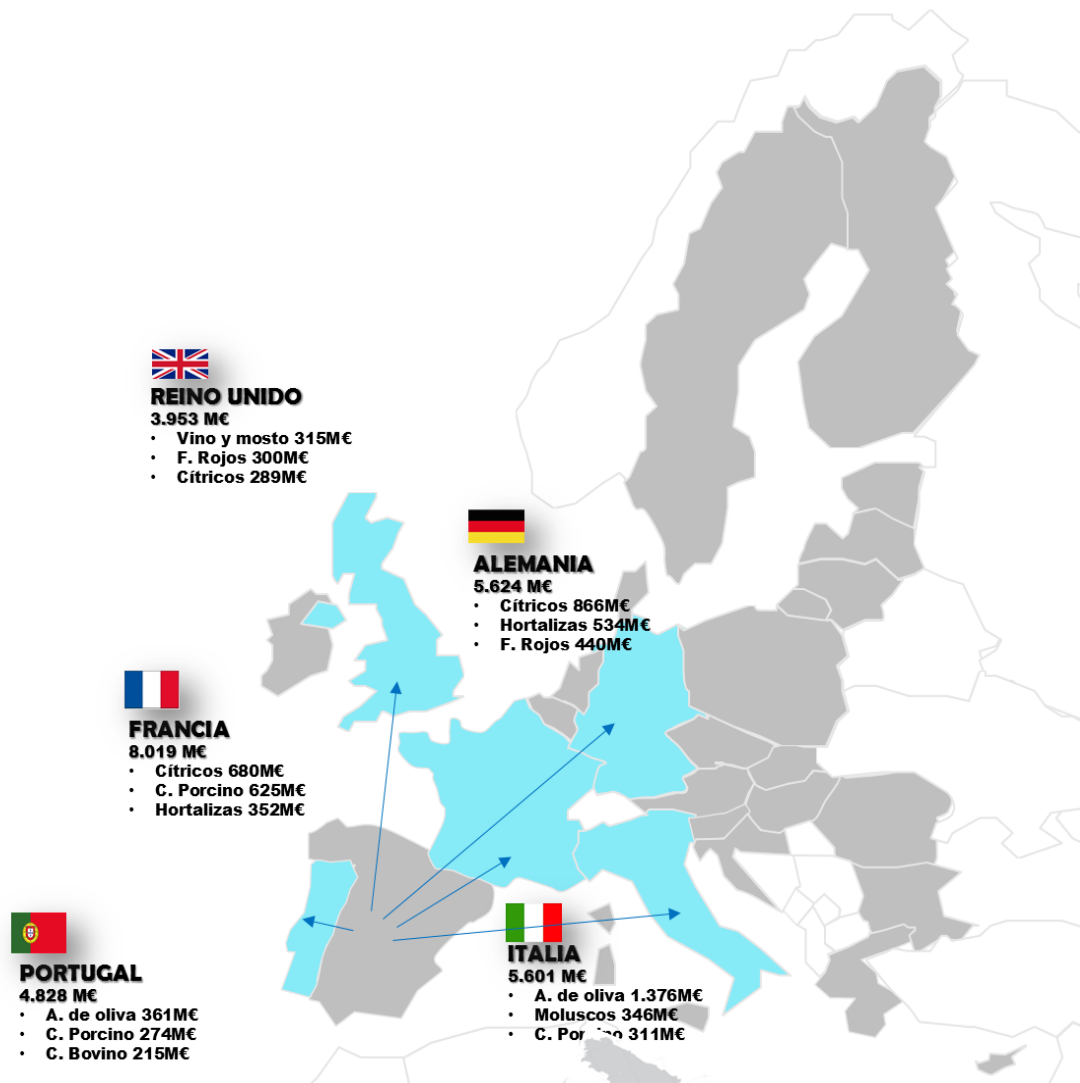 REINO UNIDO
3.953 M€
• Vino y mosto 315M€
• F. Rojos 300M€
• Cítricos 289M€
ALEMANIA
5.624 M€
• Cítricos 866M€
• Hortalizas 534M€
• F. Rojos 440M€
FRANCIA
8.019 M€
• Cítricos 680M€
• C. Porcino 625M€
• Hortalizas 352M€
ITALIA
5.601 M€
• A. de oliva 1.376M€
• Moluscos 346M€
• C. Porcino 311M€
PORTUGAL
4.828 M€
• A. de oliva 361M€
• C. Porcino 274M€
• C. Bovino 215M€